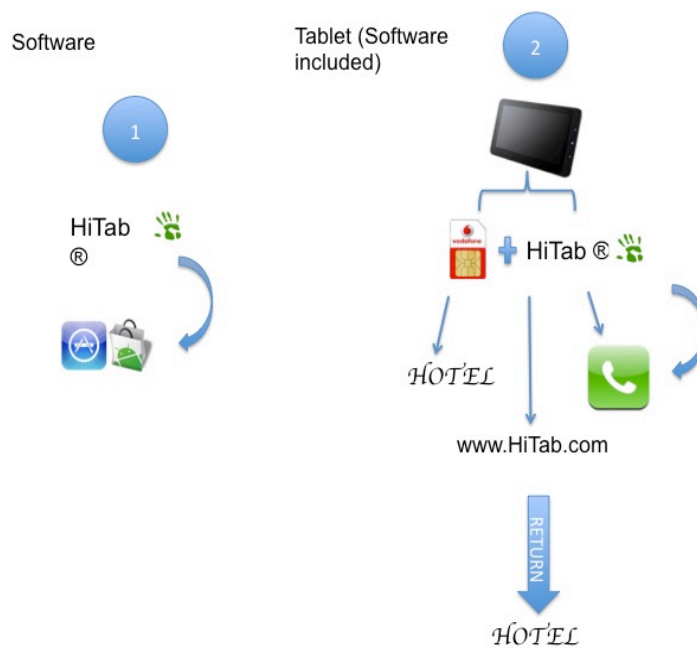 Software
1
HiTab
®
Tablet (Software
included)
2
vodafone
HiTab ®
HOTEL
www.HiTab.com
RETURN
HOTEL